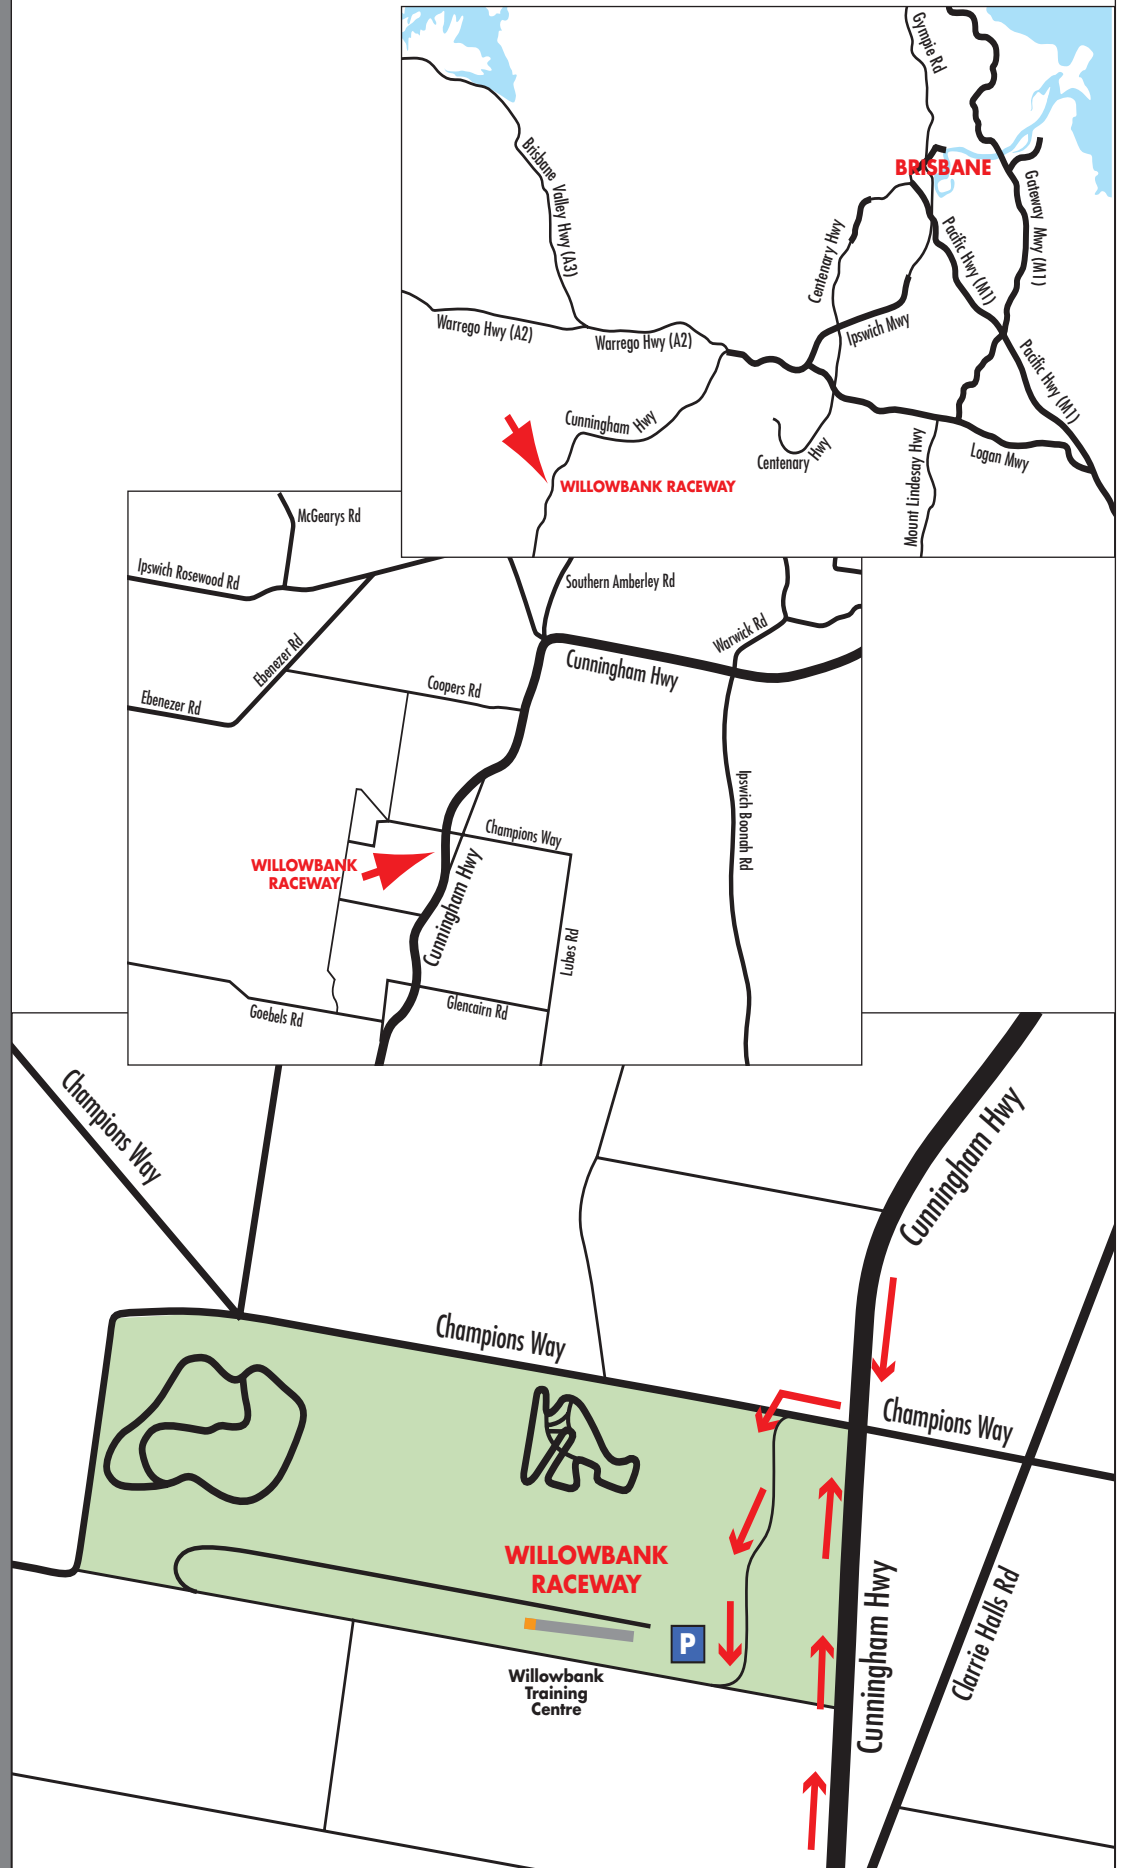 Gympie Rd
BRISBANE
Brisbane Valley Hwy (A3)
Gateway Mwy (M1)
Centenary Hwy
Pacific Hwy (M1)
Warrego Hwy (A2)
Warrego Hwy (A2)
Ipswich Mwy
Pacific Hwy (M1)
Cunningham Hwy
Centenary Hwy
Mount Lindesay Hwy
Logan Mwy
WILLOWBANK RACEWAY
McGearys Rd
Ipswich Rosewood Rd
Southern Amberley Rd
Warwick Rd
Ebenezer Rd
Cunningham Hwy
Ebenezer Rd
Coopers Rd
Ipswich Boonah Rd
Champions Way
WILLOWBANK
RACEWAY
Cunningham Hwy
Lubes Rd
Goebels Rd
Glencairn Rd
Champions Way
Cunningham Hwy
Champions Way
Champions Way
WILLOWBANK
RACEWAY
P
Willowbank
Training
Centre
Cunningham Hwy
Clarrie Halls Rd